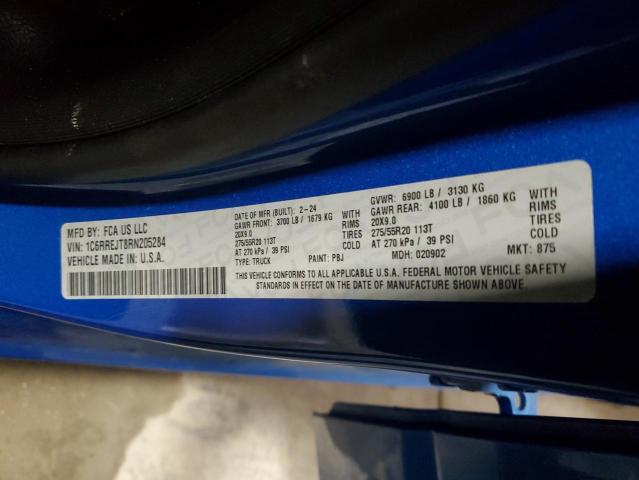 MFD BY: FCA US LLC
VIN: 1C6RREJT8RN205284
VEHICLE MADE IN: U.S.A.
DATE OF MFR (BUILT): 2-24
GAWR FRONT: 3700 LB / 1679 KG WITH
20X9.0 RIMS
275/55R20 113T TIRES
AT 270 kPa / 39 PSI COLD
TYPE: TRUCK PAINT: PBJ
GVWR: 6900 LB / 3130 KG
GAWR REAR: 4100 LB / 1860 KG WITH
20X9.0 RIMS
275/55R20 113T TIRES
AT 270 kPa / 39 PSI COLD
MDH: 020902 MKT: 875
THIS VEHICLE CONFORMS TO ALL APPLICABLE U.S.A. FEDERAL MOTOR VEHICLE SAFETY
STANDARDS IN EFFECT ON THE DATE OF MANUFACTURE SHOWN ABOVE.